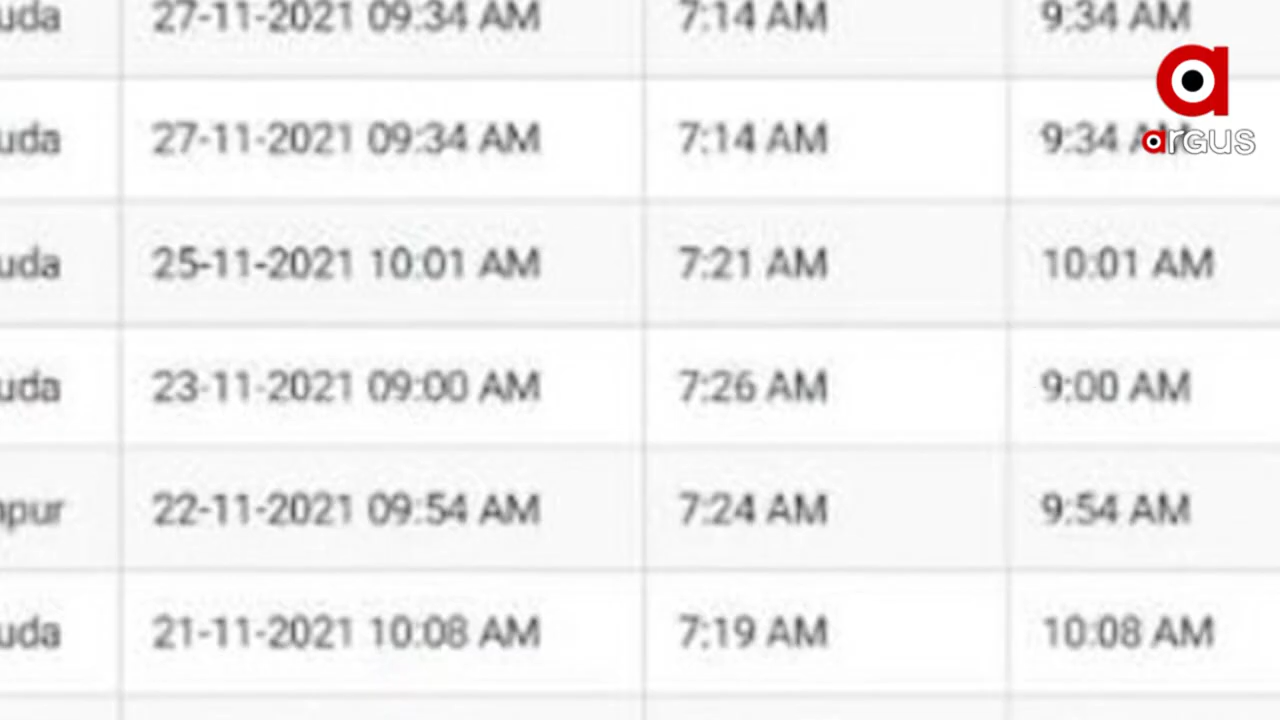 uda 27-11-2021 09:34 AM 7:14 AM 9:34 AM
uda 27-11-2021 09:34 AM 7:14 AM 9:34 AM
argus
uda 25-11-2021 10:01 AM 7:21 AM 10:01 AM
uda 23-11-2021 09:00 AM 7:26 AM 9:00 AM
npur 22-11-2021 09:54 AM 7:24 AM 9:54 AM
uda 21-11-2021 10:08 AM 7:19 AM 10:08 AM